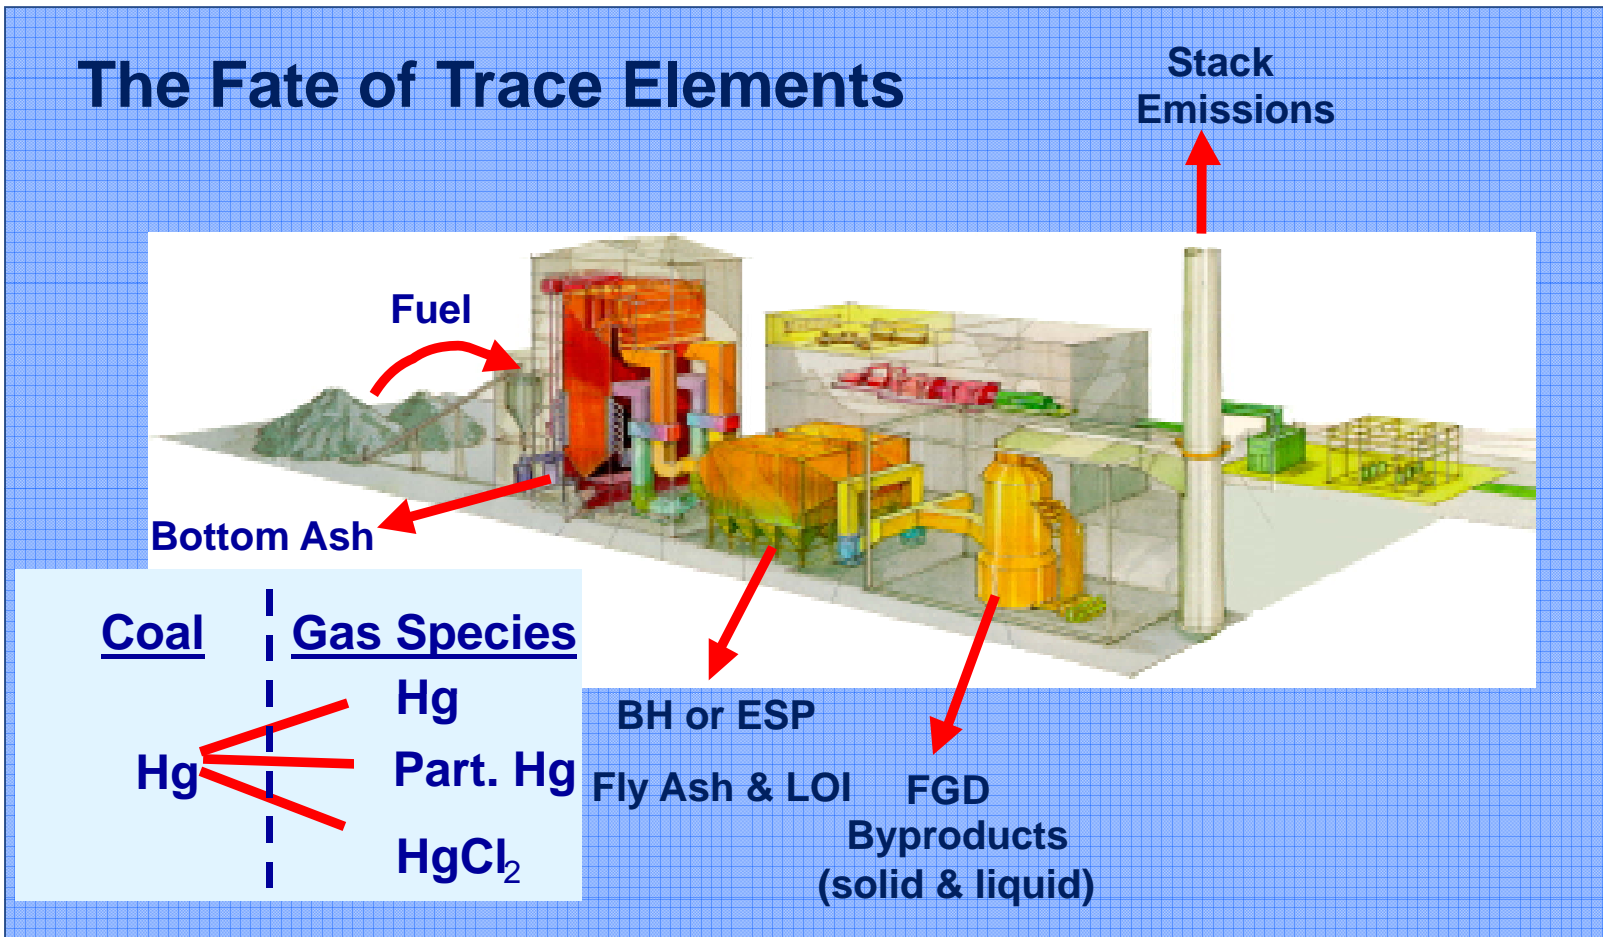 The Fate of Trace Elements
Stack
Emissions
Fuel
Bottom Ash
Coal
Gas Species
Hg
Hg
Part. Hg
HgCl₂
BH or ESP
Fly Ash & LOI
FGD
Byproducts
(solid & liquid)